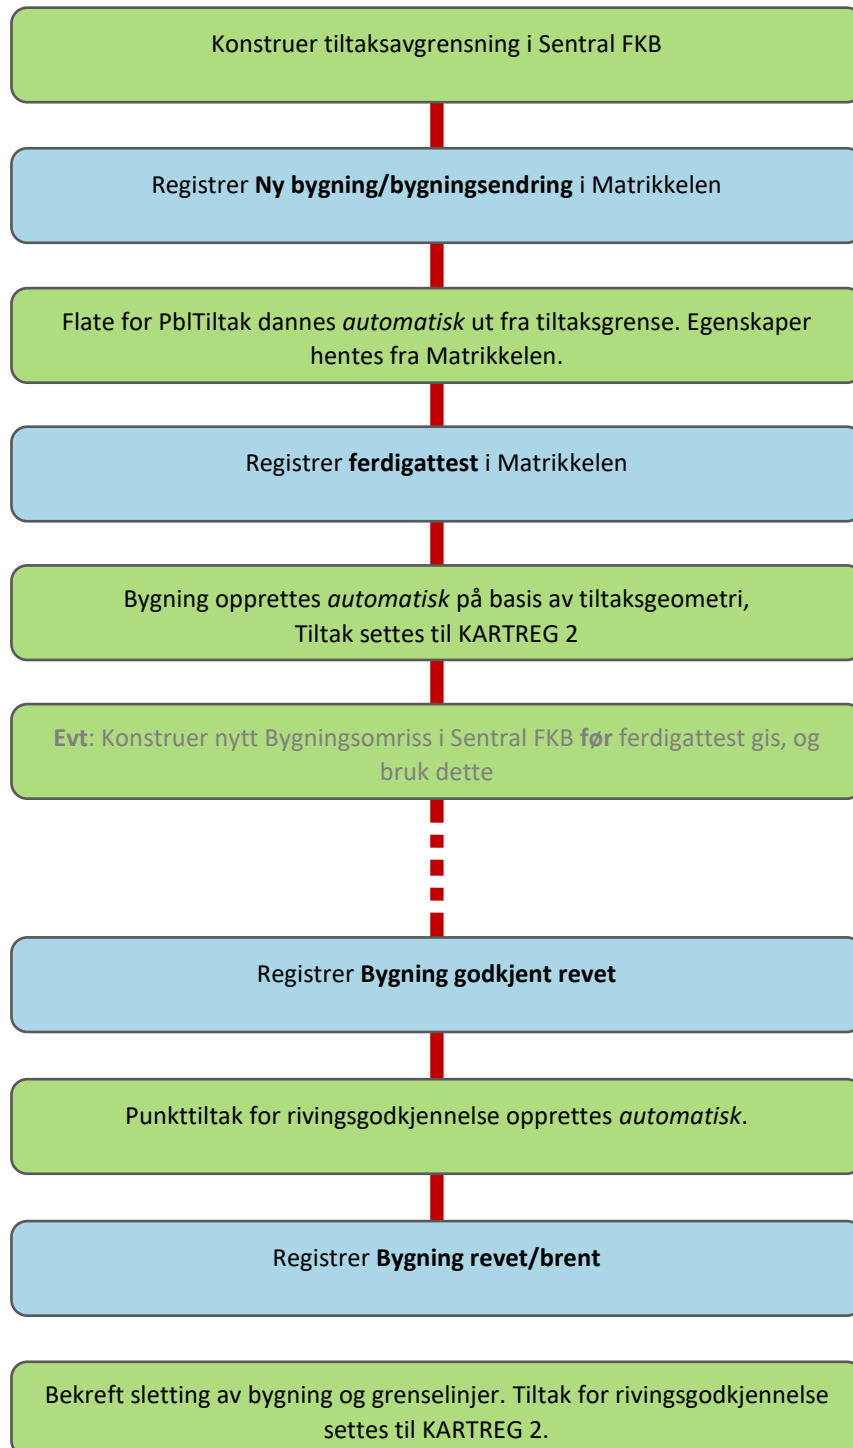 Konstruer tiltaksavgrensning i Sentral FKB
Registrer Ny bygning/bygningsendring i Matrikkelen
Flate for PblTiltak dannes automatisk ut fra tiltaksgrense. Egenskaper
hentes fra Matrikkelen.
Registrer ferdigattest i Matrikkelen
Bygning opprettes automatisk på basis av tiltaksgeometri,
Tiltak settes til KARTREG 2
Evt: Konstruer nytt Bygningsomriss i Sentral FKB før ferdigattest gis, og
bruk dette
Registrer Bygning godkjent revet
Punkttiltak for rivingsgodkjennelse opprettes automatisk.
Registrer Bygning revet/brent
Bekreft sletting av bygning og grenselinjer. Tiltak for rivingsgodkjennelse
settes til KARTREG 2.